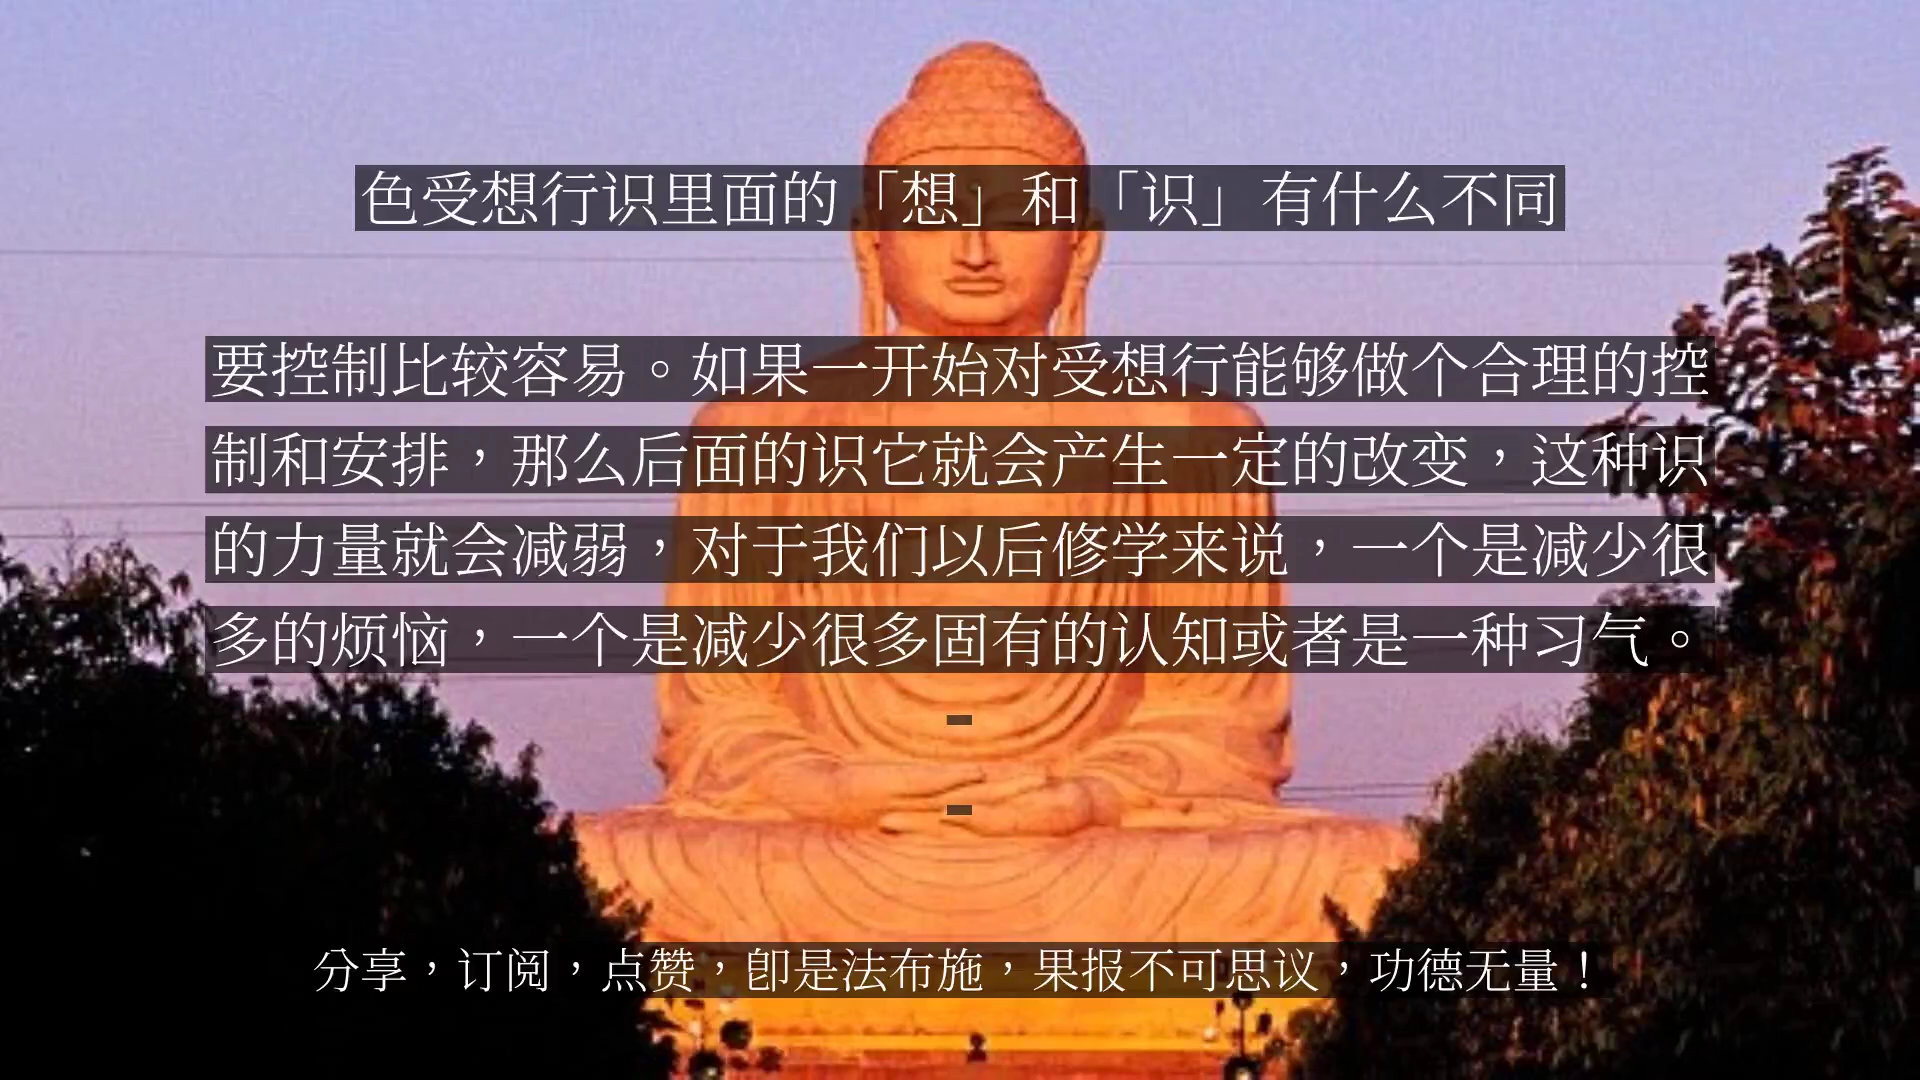 色受想行识里面的「想」和「识」有什么不同
要控制比较容易。如果一开始对受想行能够做个合理的控
制和安排，那么后面的识它就会产生一定的改变，这种识
的力量就会减弱，对于我们以后修学来说，一个是减少很
多的烦恼，一个是减少很多固有的认知或者是一种习气。
分享，订阅，点赞，即是法布施，果报不可思议，功德无量！